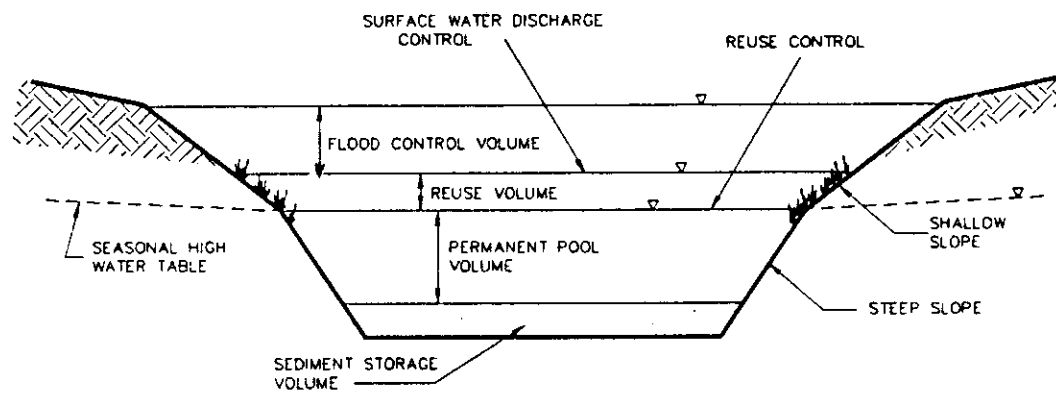 SURFACE WATER DISCHARGE
CONTROL
REUSE CONTROL
FLOOD CONTROL VOLUME
REUSE VOLUME
SEASONAL HIGH
WATER TABLE
PERMANENT POOL
VOLUME
SHALLOW
SLOPE
STEEP SLOPE
SEDIMENT STORAGE
VOLUME